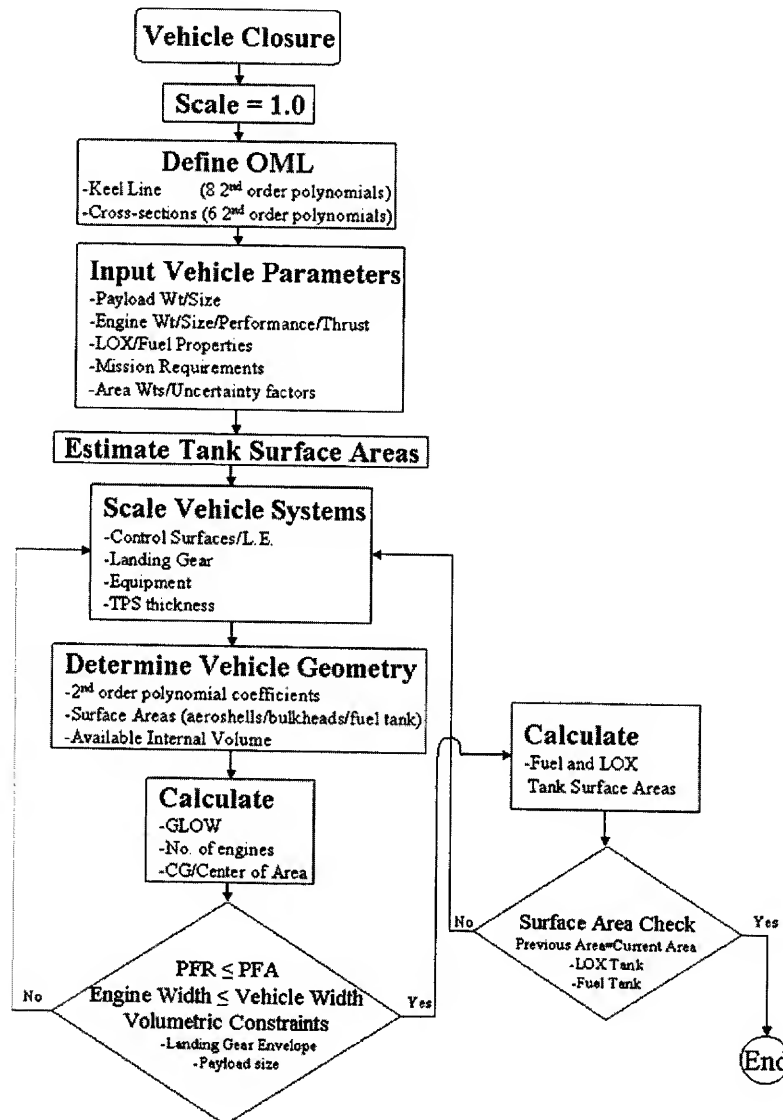 Vehicle Closure
Scale = 1.0
Define OML
-Keel Line (8 2nd order polynomials)
-Cross-sections (6 2nd order polynomials)
Input Vehicle Parameters
-Payload Wt/Size
-Engine Wt/Size/Performance/Thrust
-LOX/Fuel Properties
-Mission Requirements
-Area Wts/Uncertainty factors
Estimate Tank Surface Areas
Scale Vehicle Systems
-Control Surfaces/L.E.
-Landing Gear
-Equipment
-TPS thickness
Determine Vehicle Geometry
-2nd order polynomial coefficients
-Surface Areas (aeroshells/bulkheads/fuel tank)
-Available Internal Volume
Calculate
-GLOW
-No. of engines
-CG/Center of Area
PFR ≤ PFA
Engine Width ≤ Vehicle Width
Volumetric Constraints
-Landing Gear Envelope
-Payload size
No
Yes
Calculate
-Fuel and LOX
Tank Surface Areas
Surface Area Check
Previous Area=Current Area
-LOX Tank
-Fuel Tank
No
Yes
End